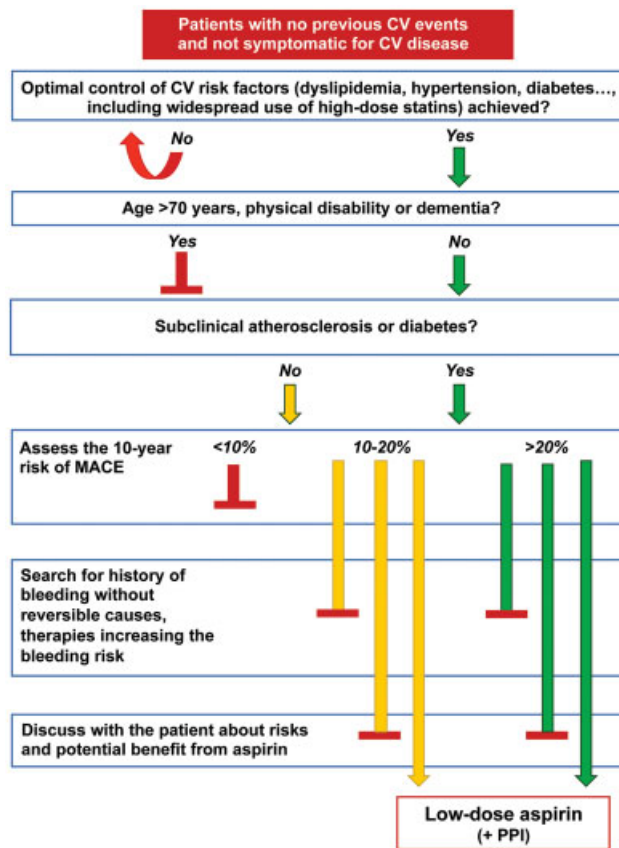 Patients with no previous CV events
and not symptomatic for CV disease
Optimal control of CV risk factors (dyslipidemia, hypertension, diabetes...,
including widespread use of high-dose statins) achieved?
No
Yes
Age >70 years, physical disability or dementia?
Yes
No
Subclinical atherosclerosis or diabetes?
No
Yes
Assess the 10-year
risk of MACE
<10%
10-20%
>20%
Search for history of
bleeding without
reversible causes,
therapies increasing the
bleeding risk
Discuss with the patient about risks
and potential benefit from aspirin
Low-dose aspirin
(+ PPI)